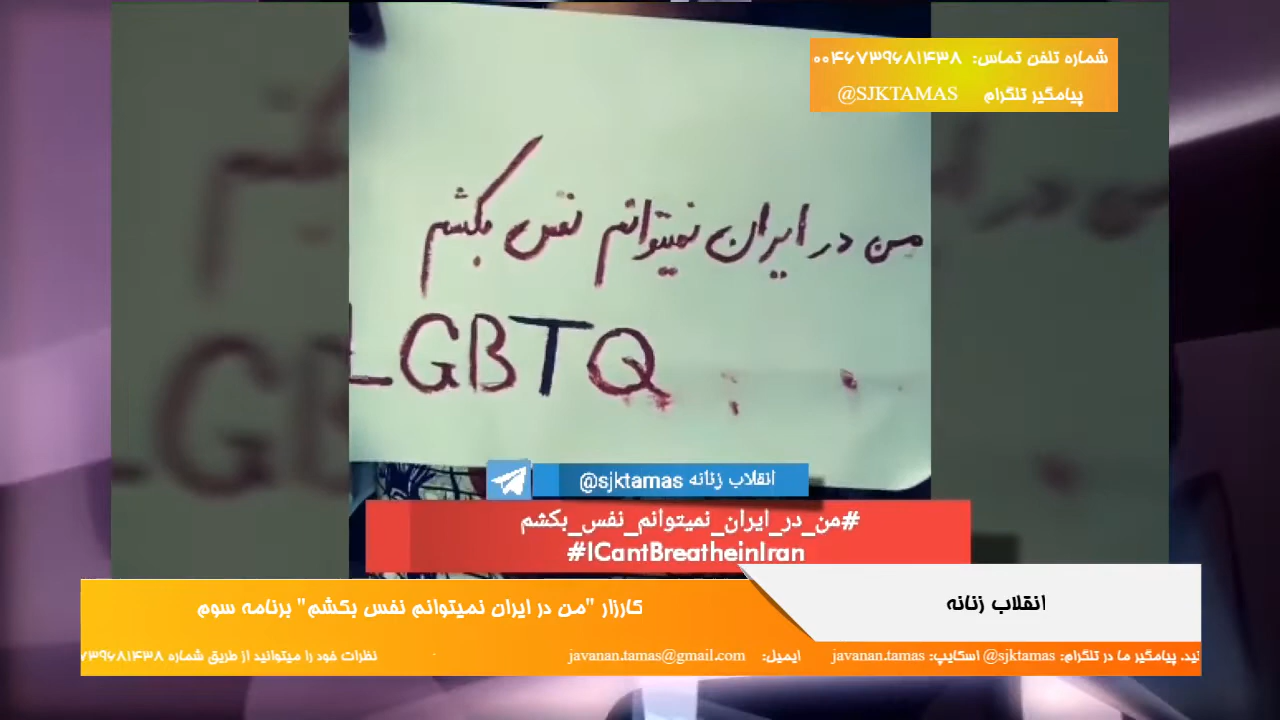 شماره تلفن تماس: ۰۰۴۶۷۳۹۶۸۱۴۳۸
پیامگیر تلگرام @SJKTAMAS
من در ایران نمیتوانم نفس بکشم
LGBTQ
انقلاب زنانه @sjktamas
#من_در_ایران_نمیتوانم_نفس_بکشم
#ICantBreatheinIran
انقلاب زنانه
کارزار "من در ایران نمیتوانم نفس بکشم" برنامه سوم
پیامگیر ما در تلگرام: @sjktamas اسکایپ: javanan.tamas ایمیل: javanan.tamas@gmail.com نظرات خود را میتوانید از طریق شماره